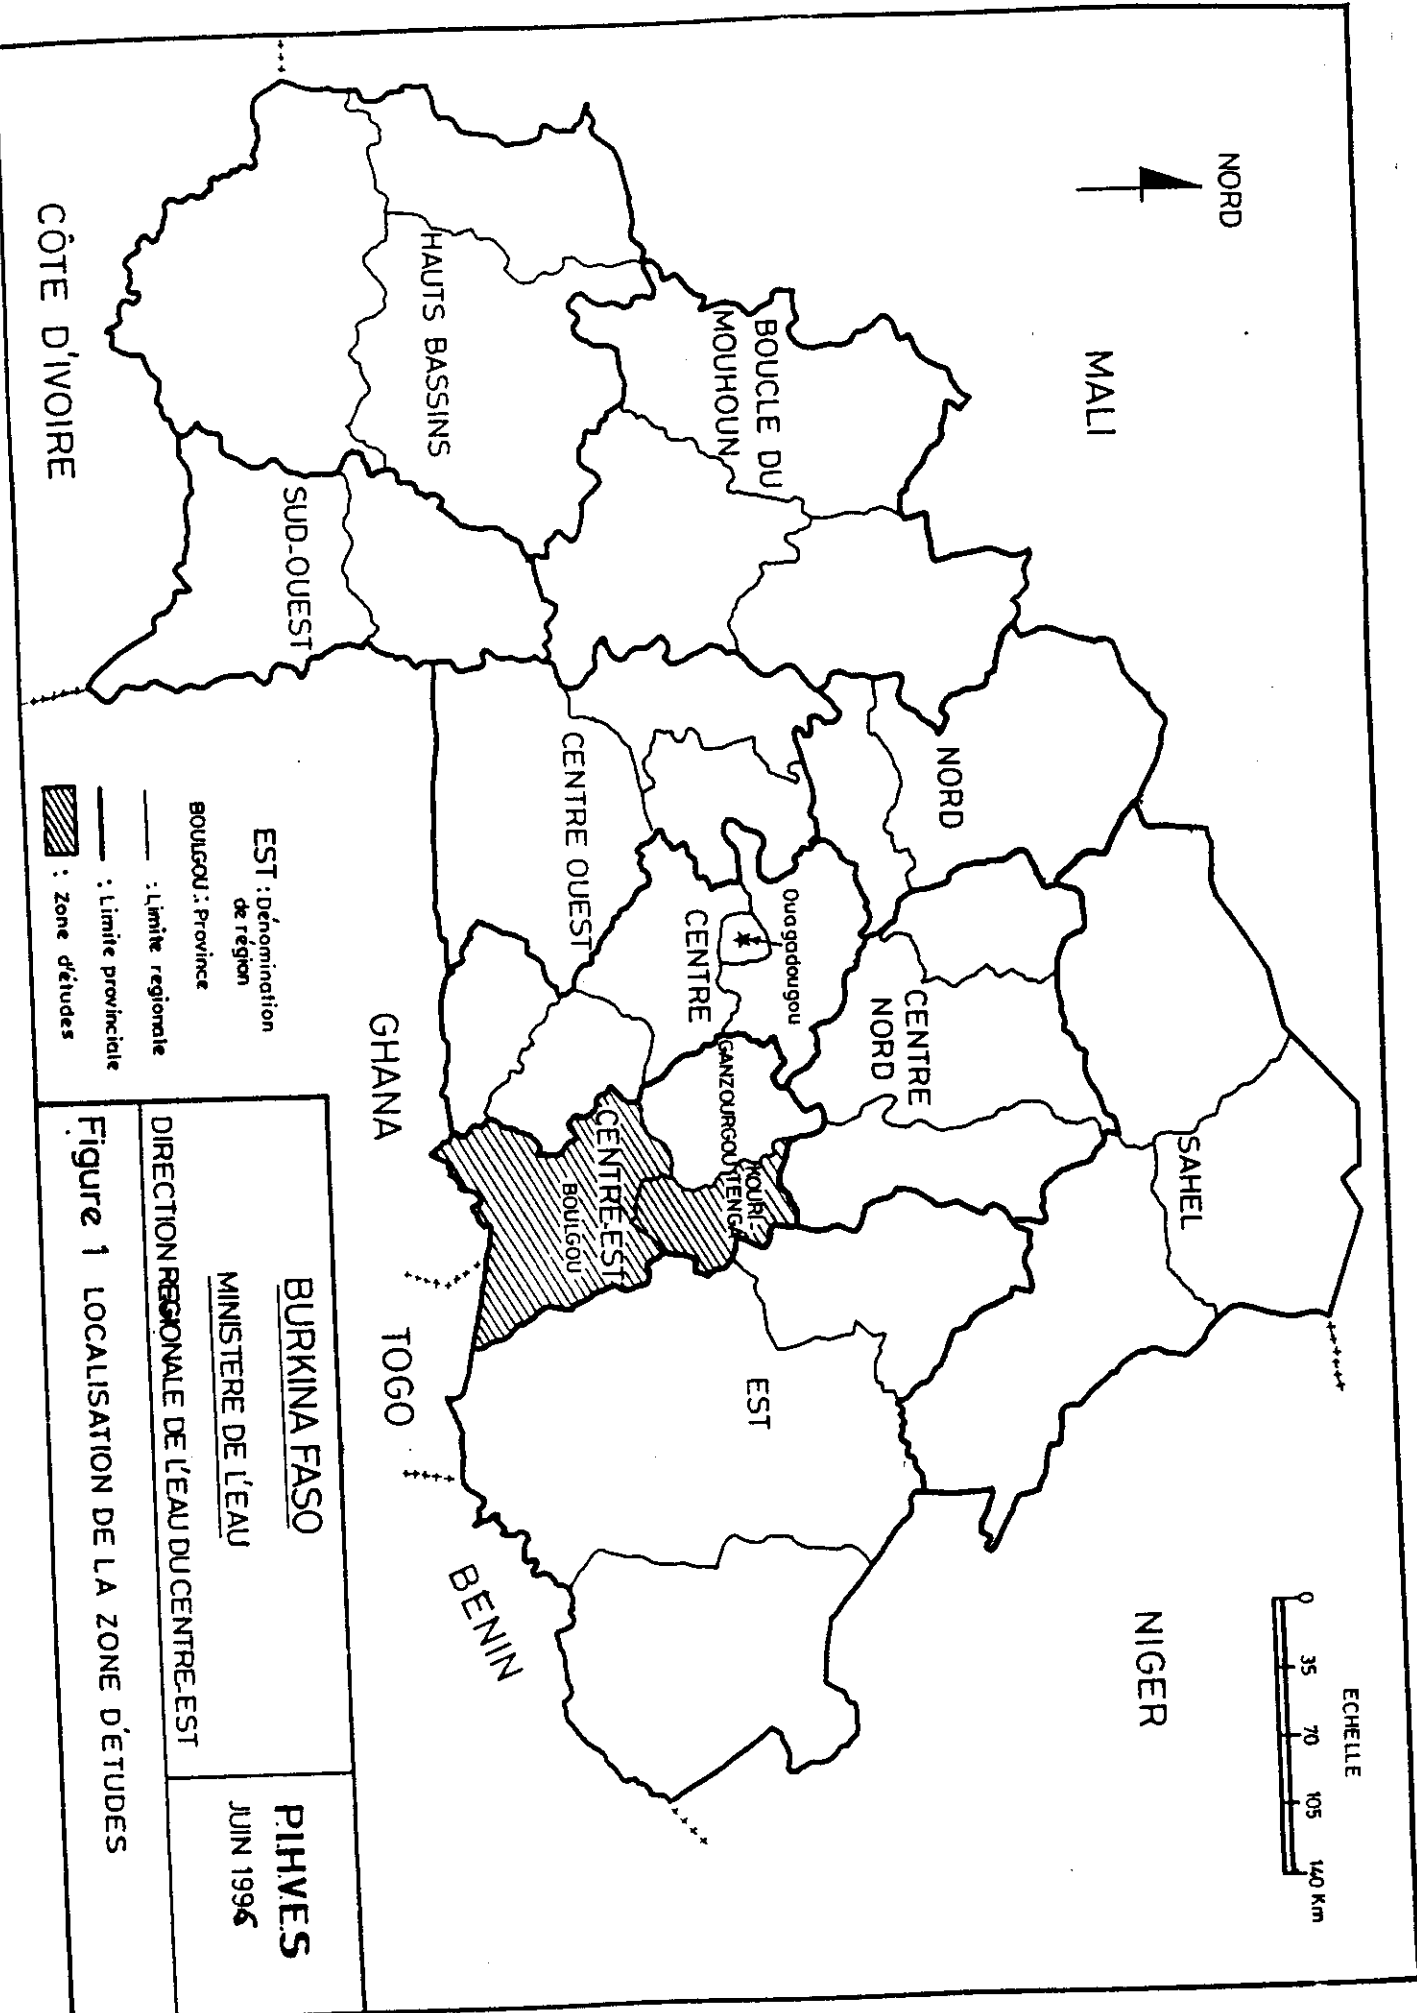 NORD
MALI
NIGER
ECHELLE
0 35 70 105 140 Km
SAHEL
BOUCLE DU
MOUHOUN
NORD
CENTRE
NORD
Ouagadougou
CENTRE
GANZOURGOU
KOURI-
TENGA
EST
HAUTS BASSINS
CENTRE OUEST
CENTRE-EST
BOULGOU
SUD-OUEST
CÔTE D'IVOIRE
GHANA
TOGO
BENIN
EST : Dénomination
de région
BOULGOU : Province
: Limite regionale
: Limite provinciale
: Zone d'études
BURKINA FASO
MINISTERE DE L'EAU
DIRECTION REGIONALE DE L'EAU DU CENTRE-EST
P.I.H.V.E.S
JUIN 1996
Figure 1 LOCALISATION DE LA ZONE D'ETUDES